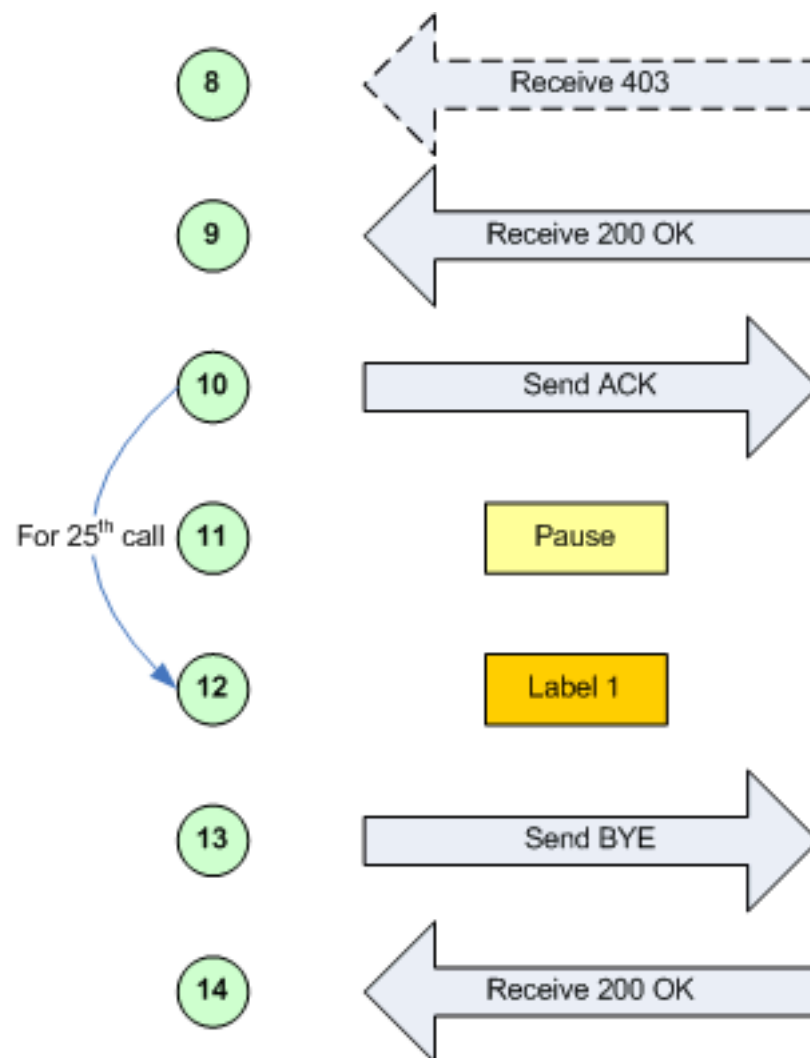 8 Receive 403
9 Receive 200 OK
10 Send ACK
For 25th call 11 Pause
12 Label 1
13 Send BYE
14 Receive 200 OK